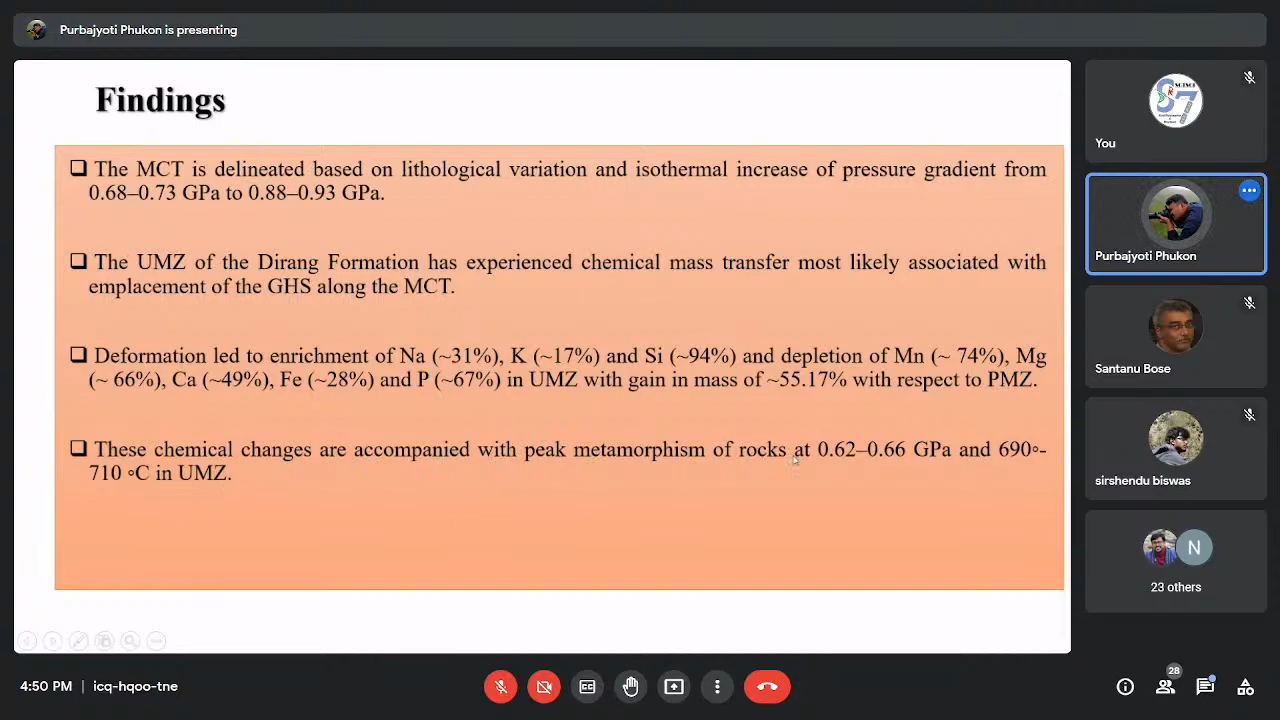 Purbajyoti Phukon is presenting
Findings
❑ The MCT is delineated based on lithological variation and isothermal increase of pressure gradient from
0.68–0.73 GPa to 0.88–0.93 GPa.
❑ The UMZ of the Dirang Formation has experienced chemical mass transfer most likely associated with
emplacement of the GHS along the MCT.
❑ Deformation led to enrichment of Na (~31%), K (~17%) and Si (~94%) and depletion of Mn (~ 74%), Mg
(~ 66%), Ca (~49%), Fe (~28%) and P (~67%) in UMZ with gain in mass of ~55.17% with respect to PMZ.
❑ These chemical changes are accompanied with peak metamorphism of rocks at 0.62–0.66 GPa and 690◦-
710 ◦C in UMZ.
You
Purbajyoti Phukon
Santanu Bose
sirshendu biswas
N
23 others
4:50 PM | icq-hqoo-tne
28